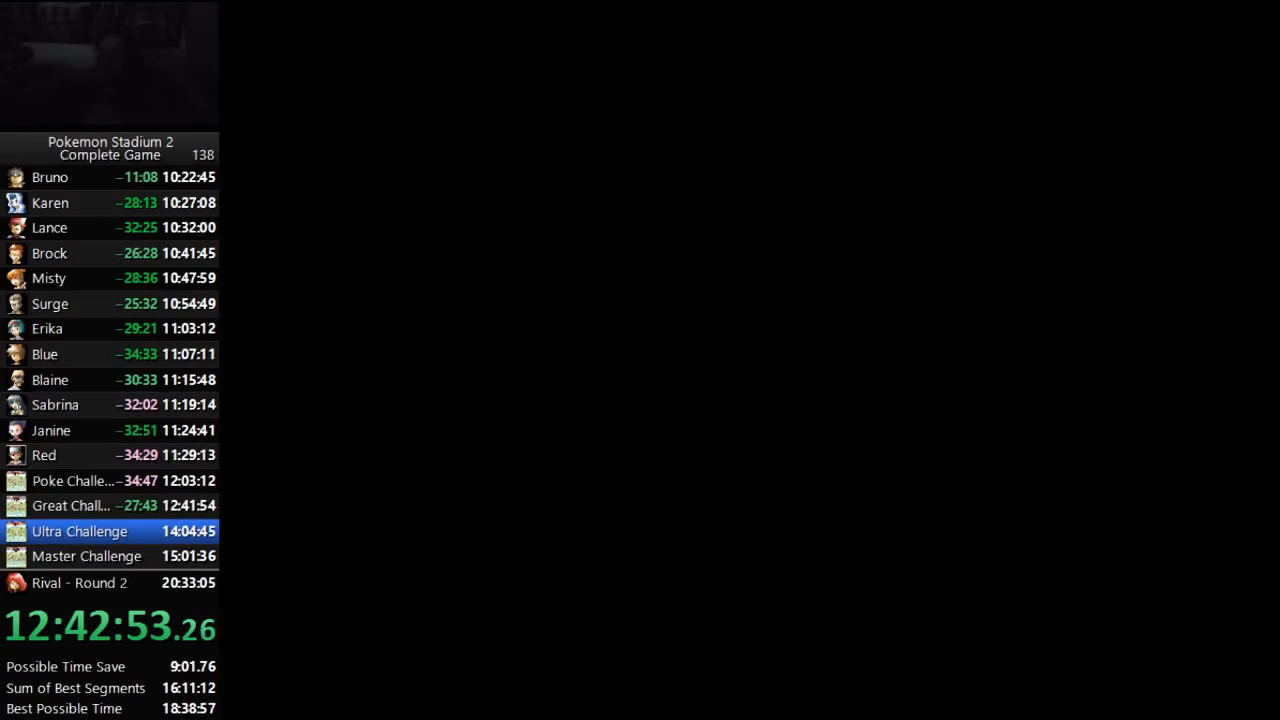 Pokemon Stadium 2
Complete Game 138
Bruno −11:08 10:22:45
Karen −28:13 10:27:08
Lance −32:25 10:32:00
Brock −26:28 10:41:45
Misty −28:36 10:47:59
Surge −25:32 10:54:49
Erika −29:21 11:03:12
Blue −34:33 11:07:11
Blaine −30:33 11:15:48
Sabrina −32:02 11:19:14
Janine −32:51 11:24:41
Red −34:29 11:29:13
Poke Challe... −34:47 12:03:12
Great Chall... −27:43 12:41:54
Ultra Challenge 14:04:45
Master Challenge 15:01:36
Rival - Round 2 20:33:05
12:42:53.26
Possible Time Save 9:01.76
Sum of Best Segments 16:11:12
Best Possible Time 18:38:57